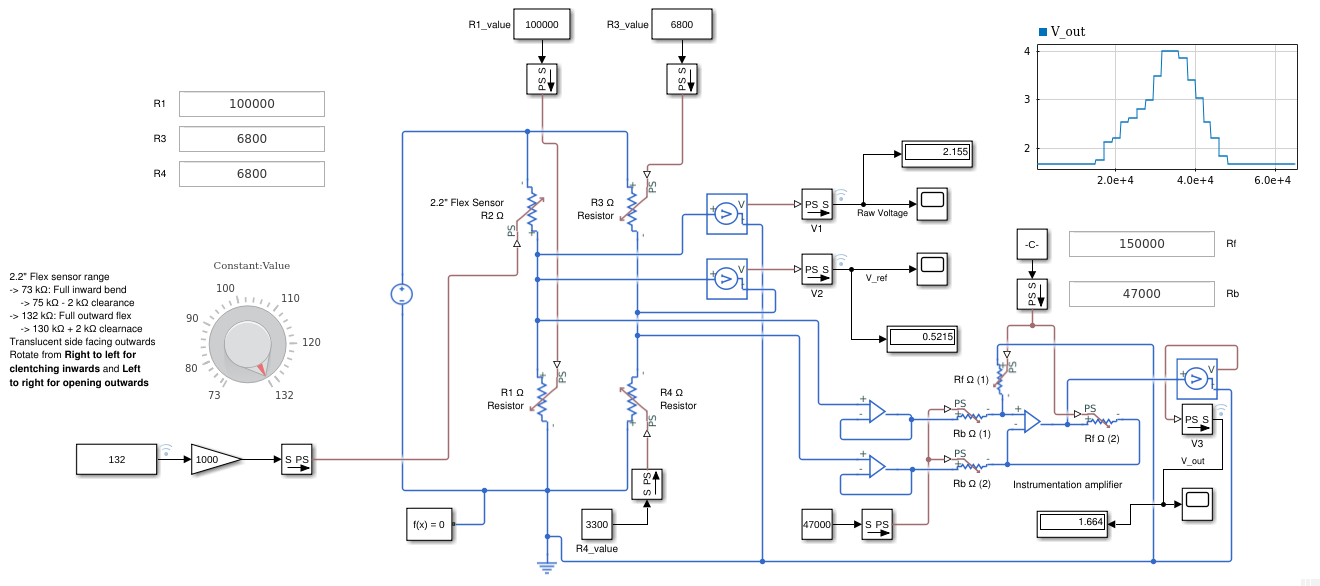 R1_value
100000
R3_value
6800
PS S
PS S
V_out
4
3
2
2.0e+4
4.0e+4
6.0e+4
R1
100000
R3
6800
R4
6800
2.2" Flex Sensor
R2 Ω
PS
R3 Ω
Resistor
PS
V
V
PS S
V1
2.155
Raw Voltage
V
V
PS S
V2
V_ref
0.5215
-C-
150000
Rf
PS S
47000
Rb
2.2" Flex sensor range
-> 73 kΩ: Full inward bend
-> 75 kΩ - 2 kΩ clearance
-> 132 kΩ: Full outward flex
-> 130 kΩ + 2 kΩ clearnace
Translucent side facing outwards
Rotate from Right to left for
clentching inwards and Left
to right for opening outwards
Constant:Value
73
80
90
100
110
120
132
R1 Ω
Resistor
PS
R4 Ω
Resistor
PS
Rf Ω (1)
PS
V
V
PS S
V3
V_out
PS
Rb Ω (1)
PS
Rf Ω (2)
PS
Rb Ω (2)
Instrumentation amplifier
132
1000
S PS
f(x) = 0
3300
R4_value
S PS
47000
S PS
1.664